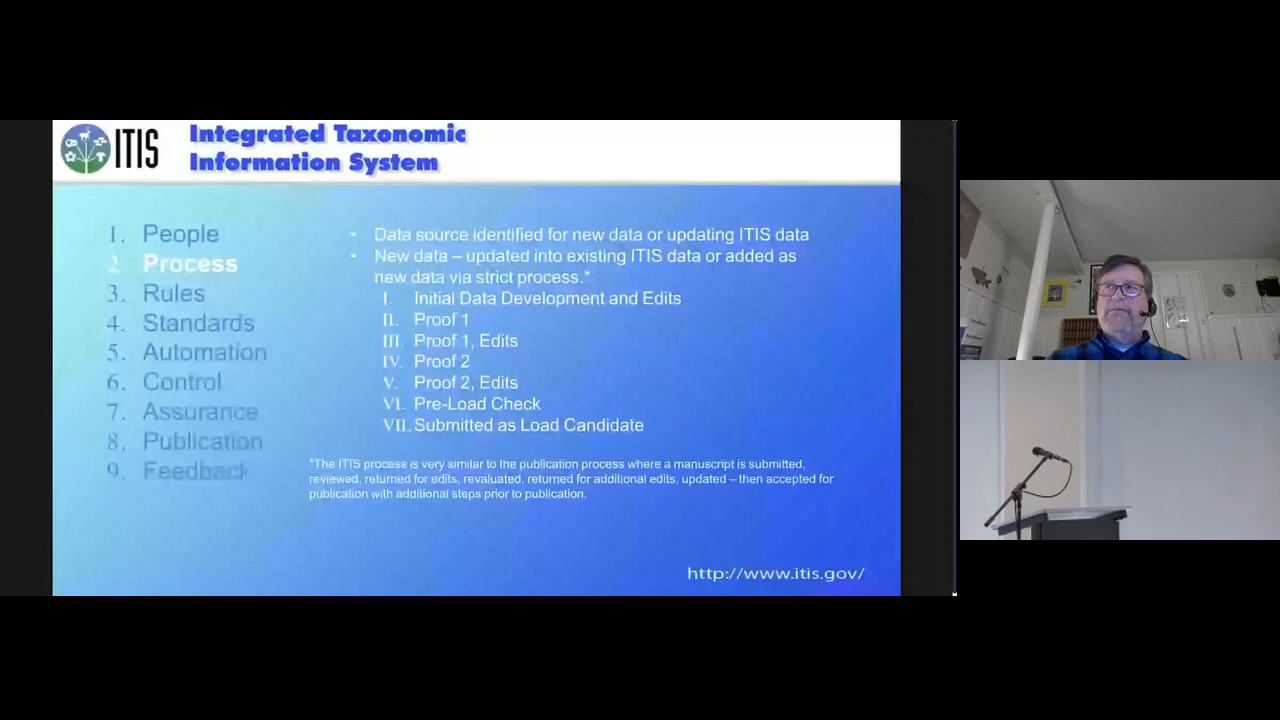 ITIS
Integrated Taxonomic
Information System
1. People
2. Process
3. Rules
4. Standards
5. Automation
6. Control
7. Assurance
8. Publication
9. Feedback
• Data source identified for new data or updating ITIS data
• New data – updated into existing ITIS data or added as
new data via strict process.*
I. Initial Data Development and Edits
II. Proof 1
III. Proof 1, Edits
IV. Proof 2
V. Proof 2, Edits
VI. Pre-Load Check
VII. Submitted as Load Candidate
*The ITIS process is very similar to the publication process where a manuscript is submitted,
reviewed, returned for edits, revaluated, returned for additional edits, updated – then accepted for
publication with additional steps prior to publication.
http://www.itis.gov/